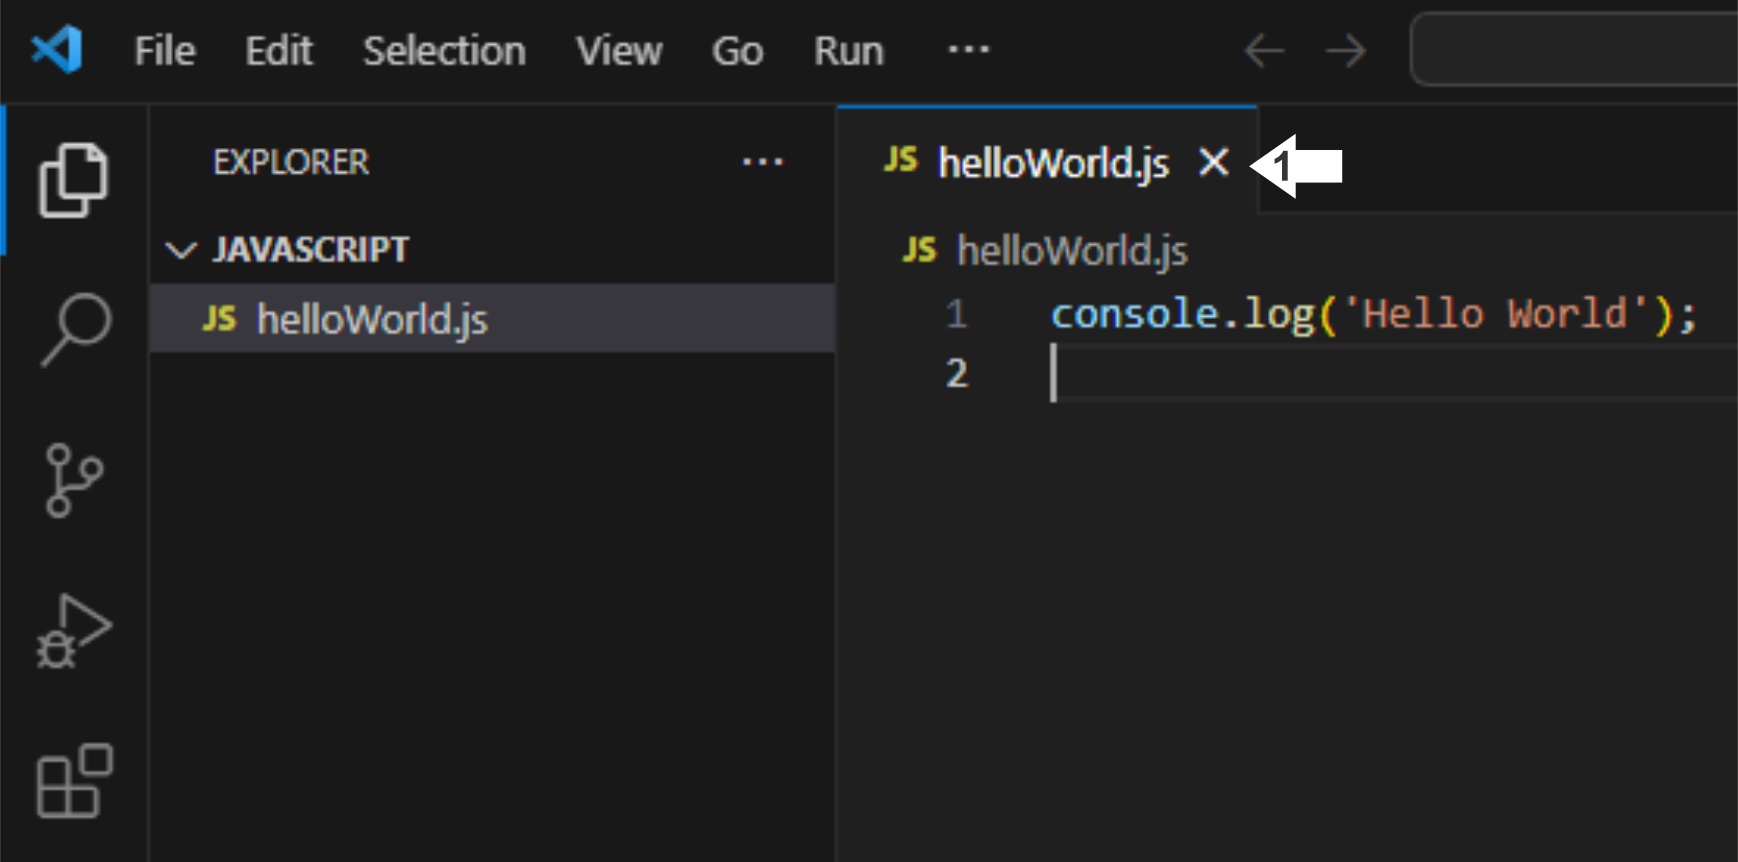 File Edit Selection View Go Run ...
EXPLORER ...
JS helloWorld.js
1
JAVASCRIPT
JS helloWorld.js
JS helloWorld.js
1 console.log('Hello World');
2